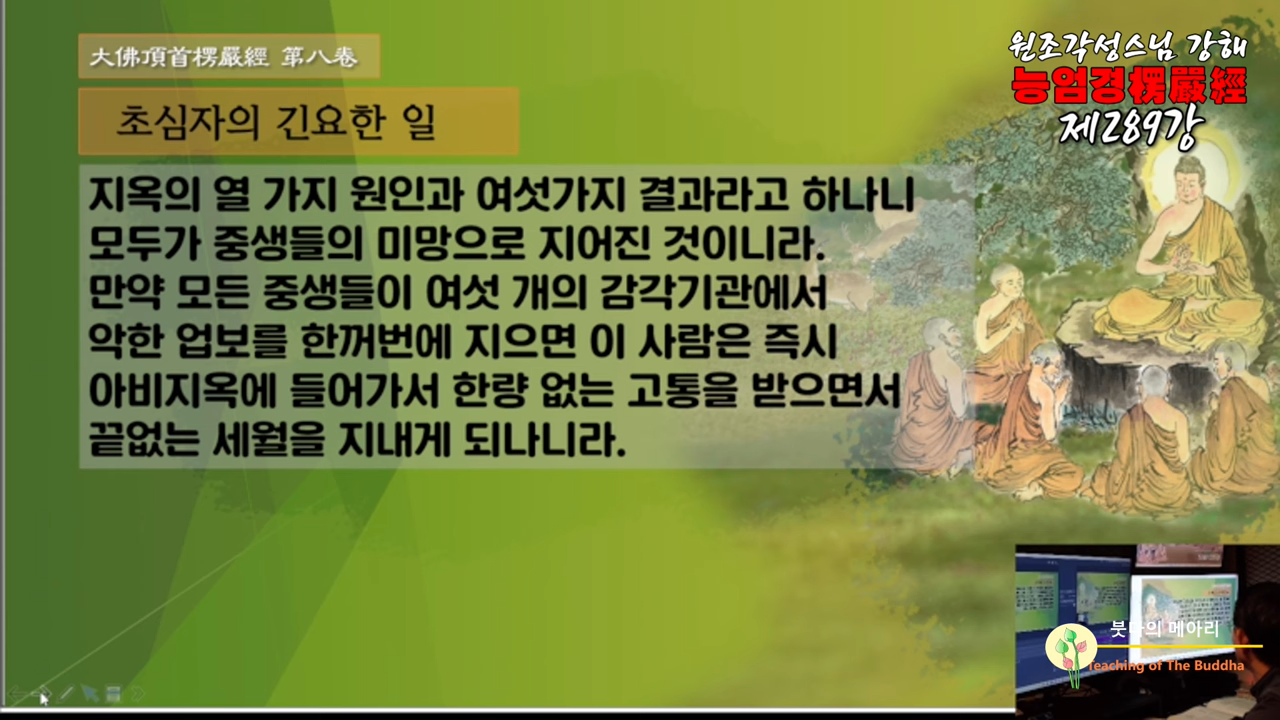 大佛頂首楞嚴經 第八卷
초심자의 긴요한 일
지옥의 열 가지 원인과 여섯가지 결과라고 하나니
모두가 중생들의 미망으로 지어진 것이니라.
만약 모든 중생들이 여섯 개의 감각기관에서
악한 업보를 한꺼번에 지으면 이 사람은 즉시
아비지옥에 들어가서 한량 없는 고통을 받으면서
끝없는 세월을 지내게 되나니라.
원조각성스님 강해
능엄경楞嚴經
제289강
붓다의 메아리
Teaching of The Buddha